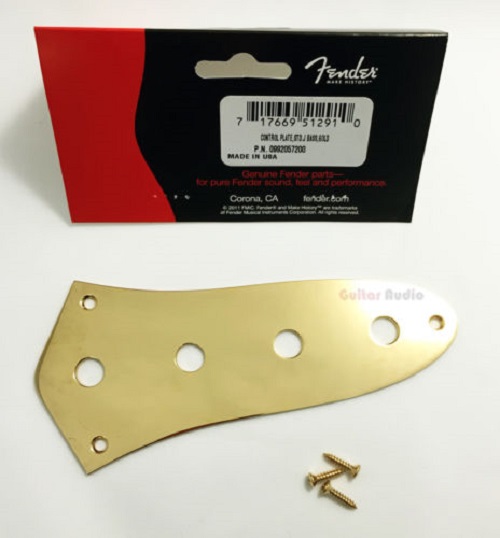 Fender
MAKE HISTORY™
7 17669 51291 0
CONTROL PLATE,STD J BASS,GOLD
P.N. 0992057200
MADE IN USA
Genuine Fender parts—
for pure Fender sound, feel and performance.
Corona, CA fender.com
© 2011 FMIC. Fender® and Make History™ are trademarks
of Fender Musical Instruments Corporation. All rights reserved.
Guitar Audio